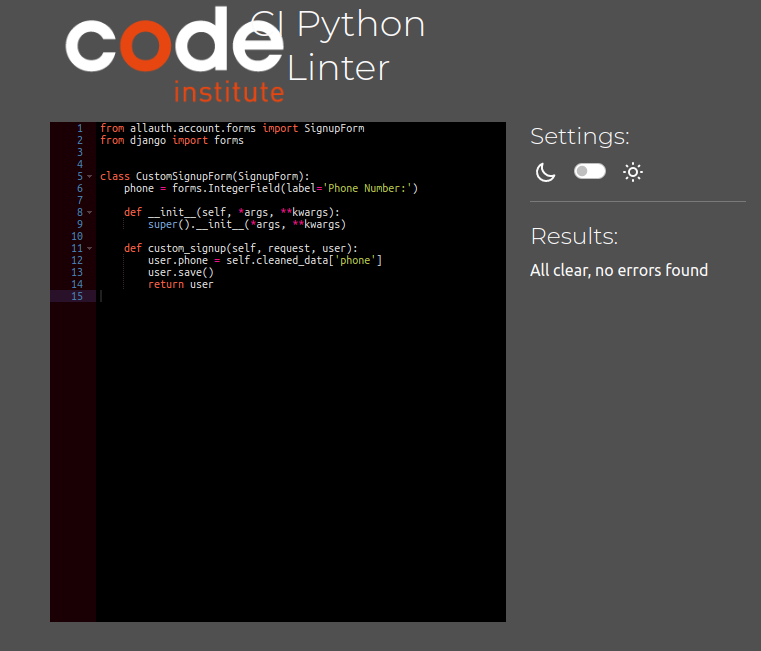 code
institute
CI Python
Linter
1 from allauth.account.forms import SignupForm
2 from django import forms
3
4
5 class CustomSignupForm(SignupForm):
6     phone = forms.IntegerField(label='Phone Number:')
7
8     def __init__(self, *args, **kwargs):
9         super().__init__(*args, **kwargs)
10
11     def custom_signup(self, request, user):
12         user.phone = self.cleaned_data['phone']
13         user.save()
14         return user
15
Settings:
Results:
All clear, no errors found